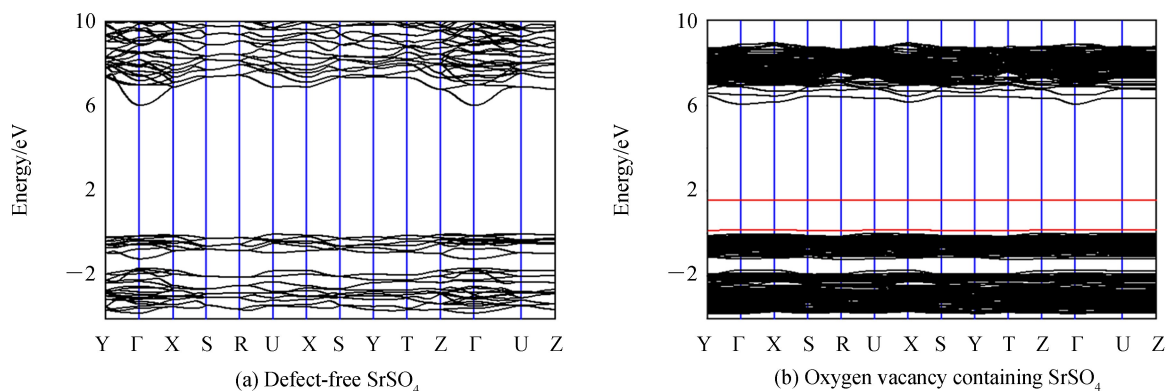 10
6
2
−2
Energy/eV
Y Γ X S R U X S Y T Z Γ U Z
(a) Defect-free SrSO₄
10
6
2
−2
Energy/eV
Y Γ X S R U X S Y T Z Γ U Z
(b) Oxygen vacancy containing SrSO₄